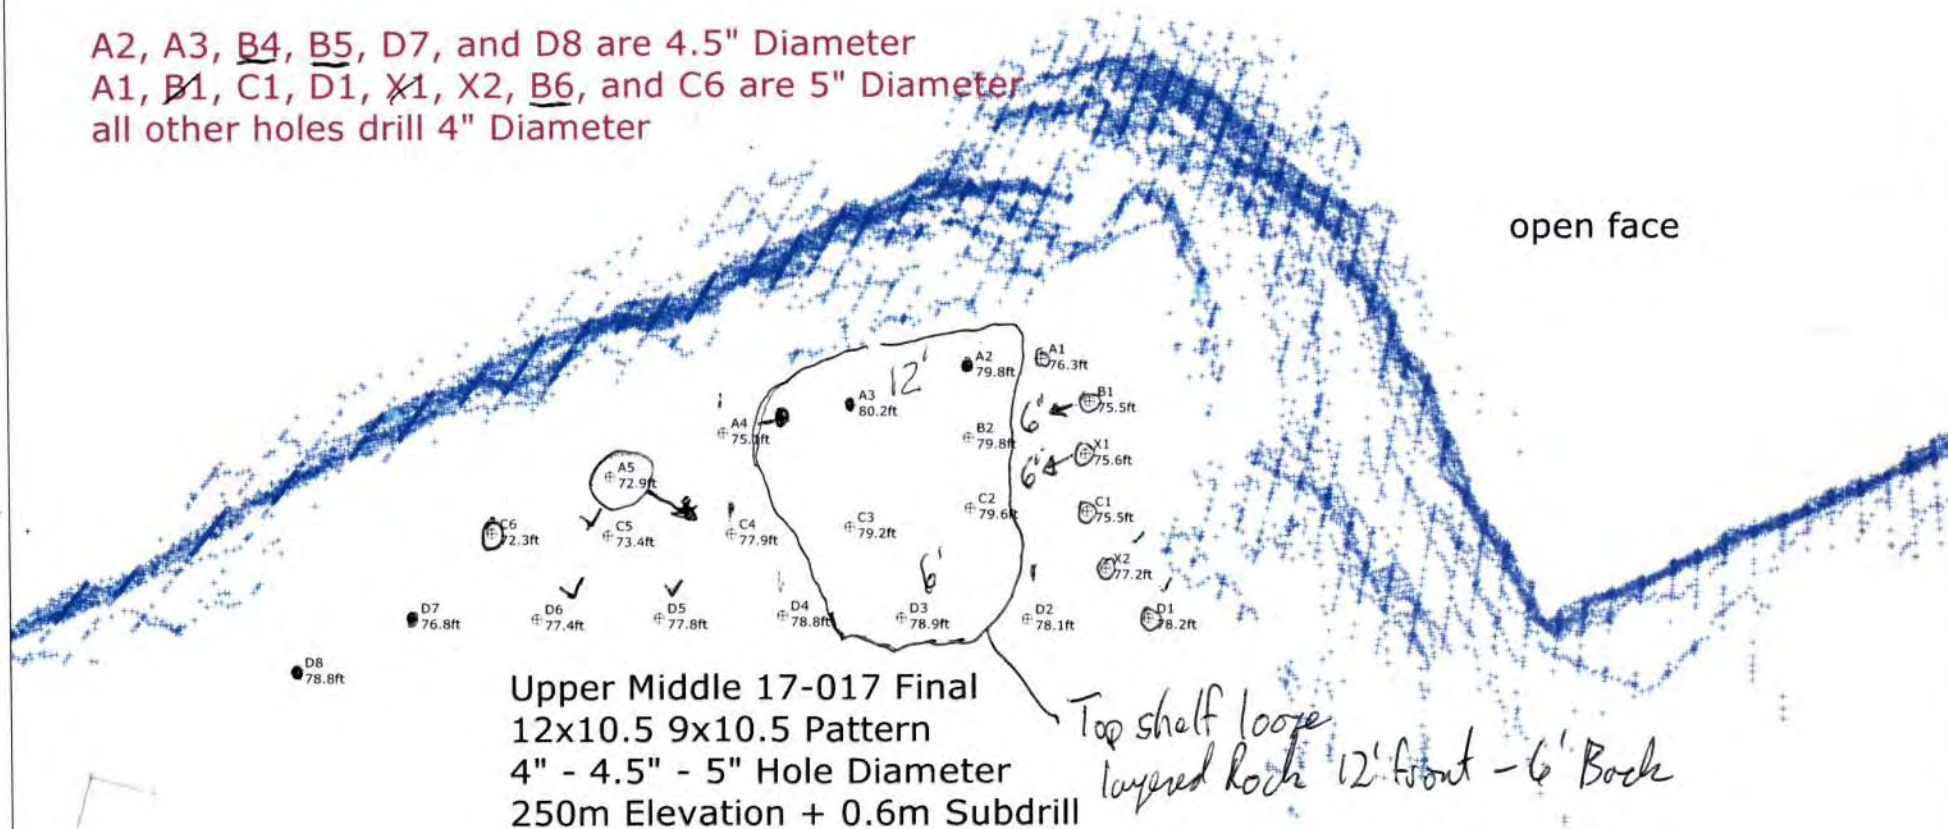 A2, A3, B4, B5, D7, and D8 are 4.5" Diameter
A1, B1, C1, D1, X1, X2, B6, and C6 are 5" Diameter
all other holes drill 4" Diameter
open face
A1
76.3ft
A2
79.8ft
12'
A3
80.2ft
B1
75.5ft
6'
A4
B2
79.8ft
X1
75.6ft
6'
A5
72.9ft
C1
75.5ft
C2
79.6ft
C3
79.2ft
C4
77.9ft
C5
73.4ft
C6
72.3ft
X2
77.2ft
6'
D1
78.2ft
D2
78.1ft
D3
78.9ft
D4
78.8ft
D5
77.8ft
D6
77.4ft
D7
76.8ft
D8
78.8ft
Upper Middle 17-017 Final
12x10.5 9x10.5 Pattern
4" - 4.5" - 5" Hole Diameter
250m Elevation + 0.6m Subdrill
Top shelf loose
layered Rock 12' front - 6' Back